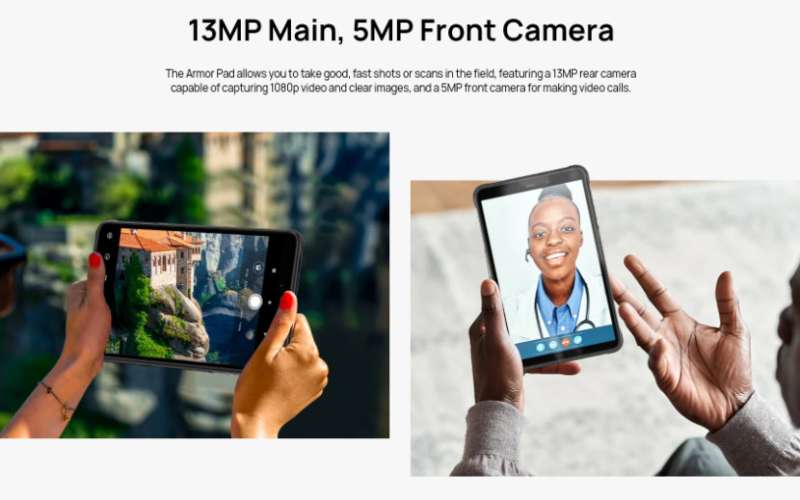 13MP Main, 5MP Front Camera
The Armor Pad allows you to take good, fast shots or scans in the field, featuring a 13MP rear camera
capable of capturing 1080p video and clear images, and a 5MP front camera for making video calls.